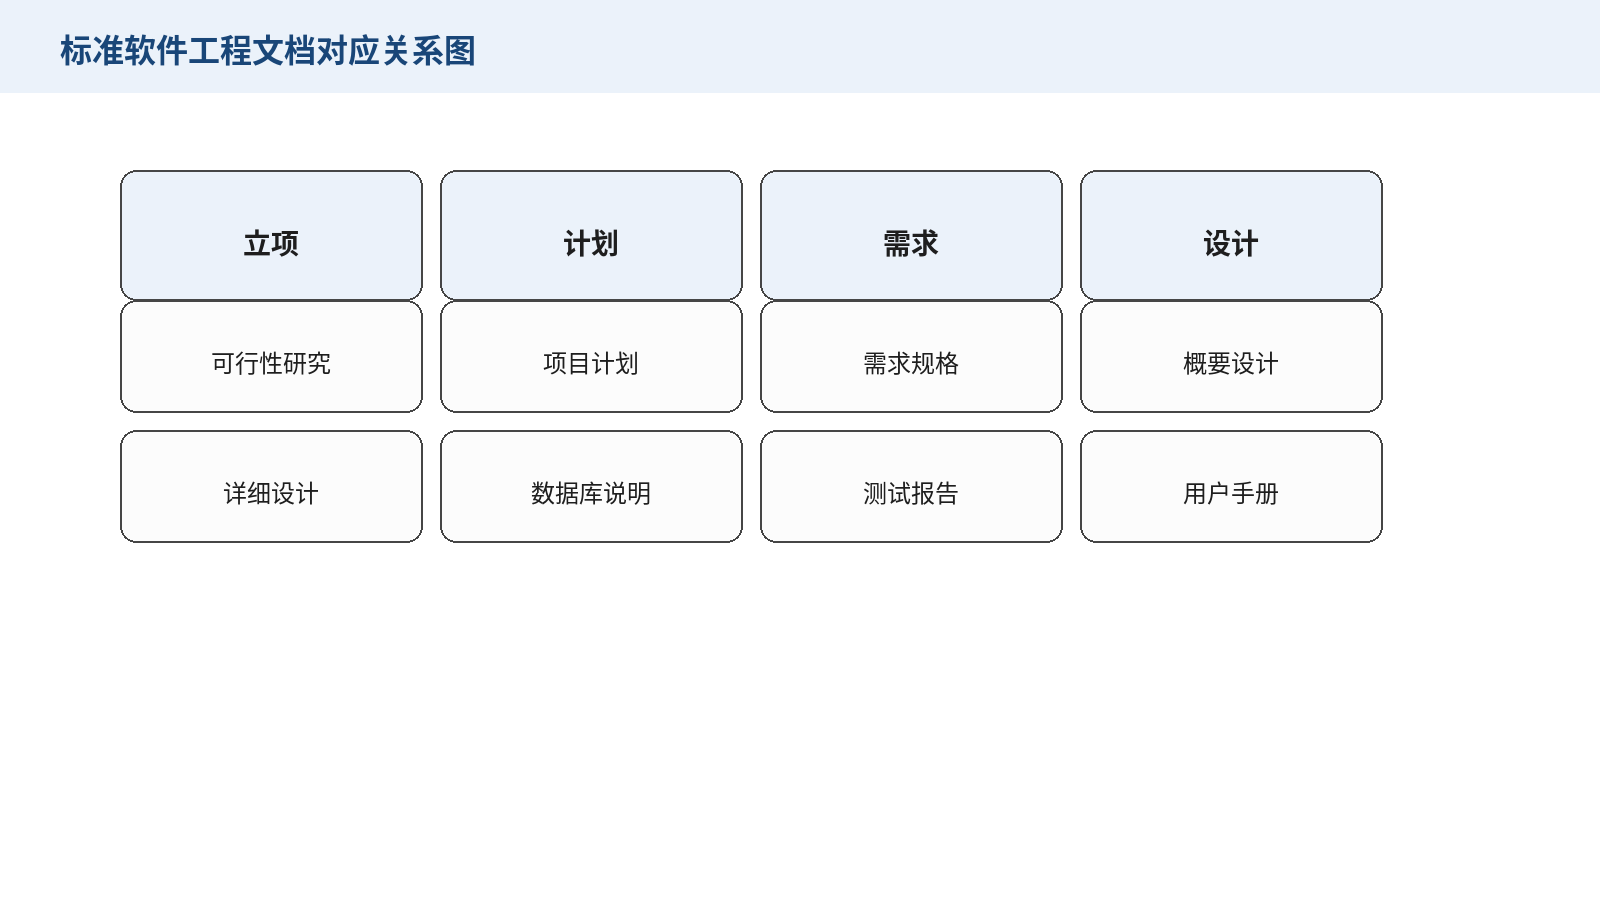 标准软件工程文档对应关系图
立项
计划
需求
设计
可行性研究
项目计划
需求规格
概要设计
详细设计
数据库说明
测试报告
用户手册